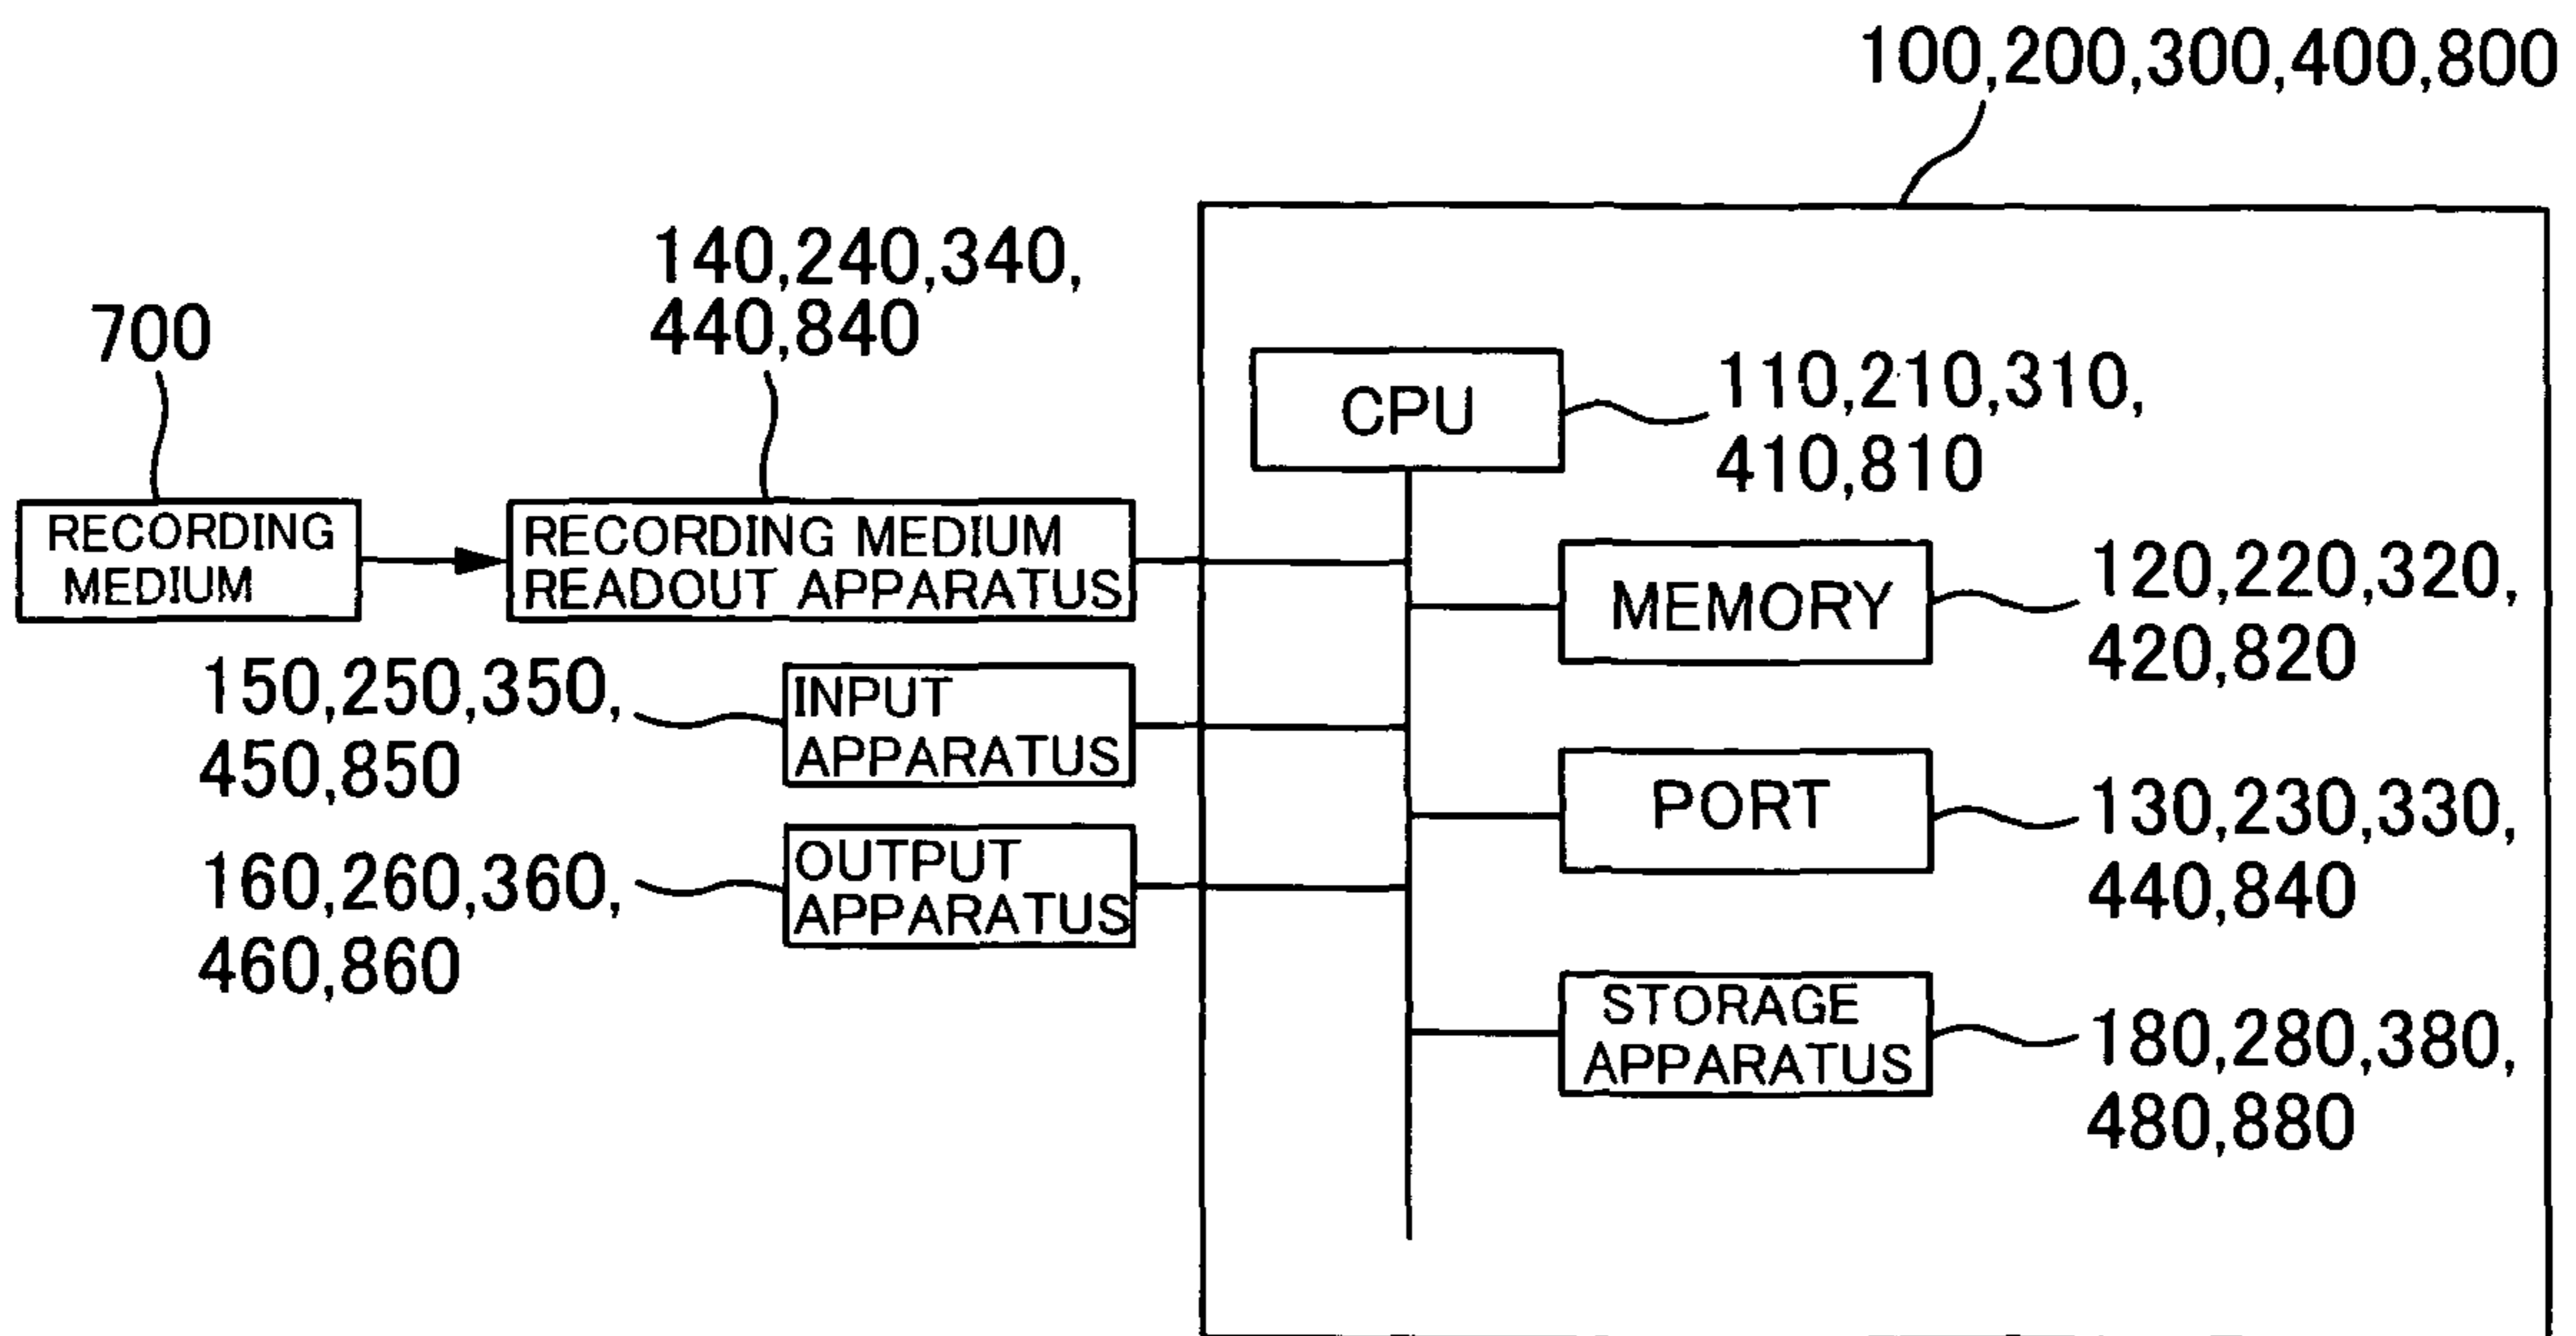 100,200,300,400,800
140,240,340,
440,840
700
CPU
110,210,310,
410,810
RECORDING
MEDIUM
RECORDING MEDIUM
READOUT APPARATUS
MEMORY
120,220,320,
420,820
150,250,350,
450,850
INPUT
APPARATUS
PORT
130,230,330,
440,840
160,260,360,
460,860
OUTPUT
APPARATUS
STORAGE
APPARATUS
180,280,380,
480,880